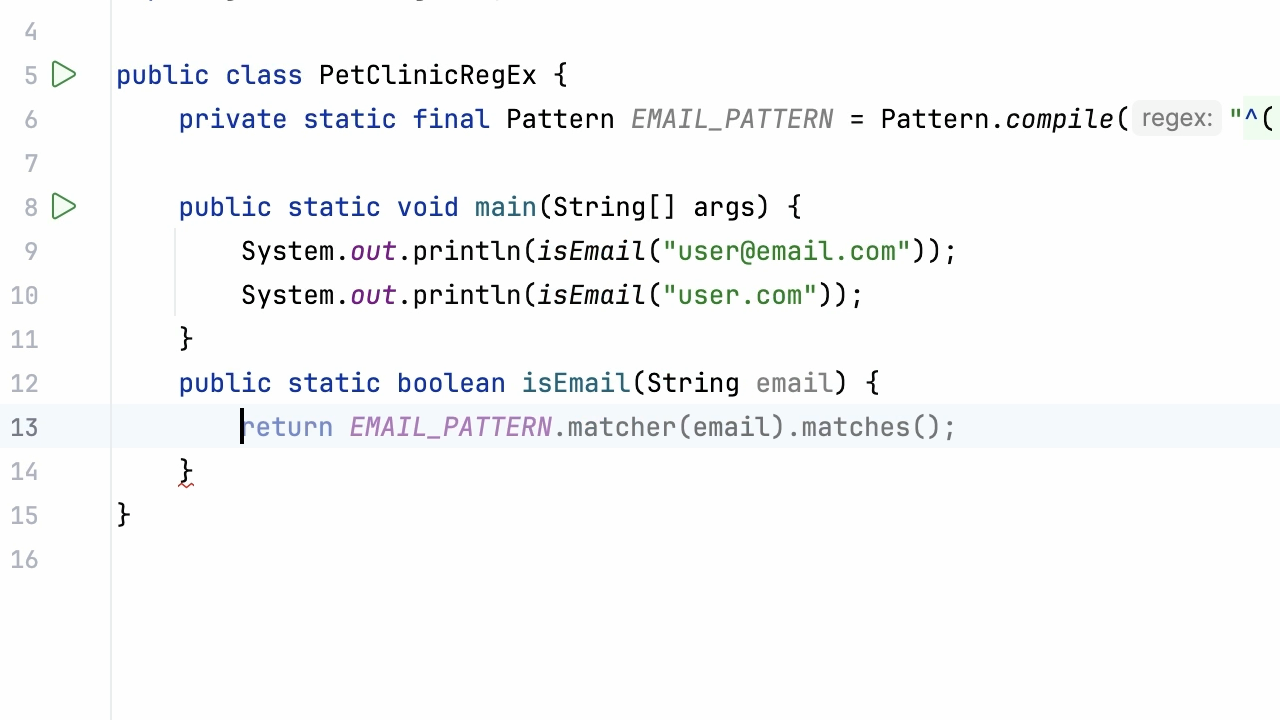 4
5 public class PetClinicRegEx {
6 private static final Pattern EMAIL_PATTERN = Pattern.compile( regex: "^(
7
8 public static void main(String[] args) {
9 System.out.println(isEmail("user@email.com"));
10 System.out.println(isEmail("user.com"));
11 }
12 public static boolean isEmail(String email) {
13 return EMAIL_PATTERN.matcher(email).matches();
14 }
15 }
16